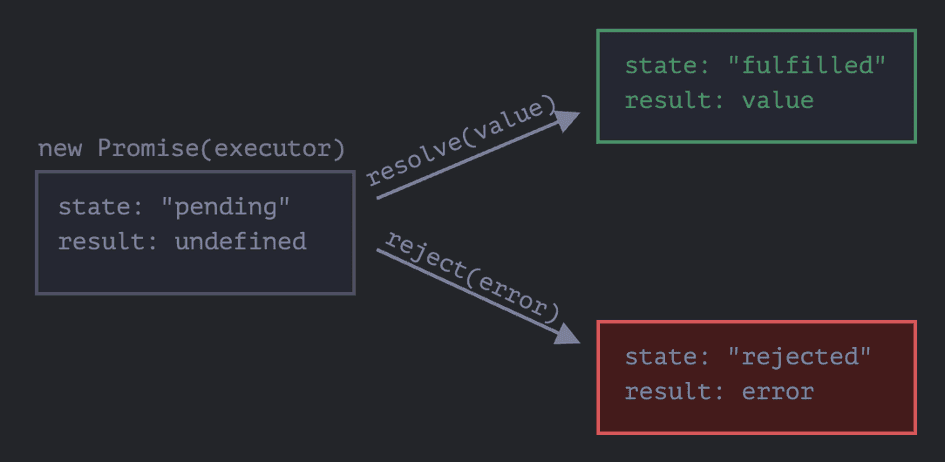 new Promise(executor)
state: "pending"
result: undefined
resolve(value)
reject(error)
state: "fulfilled"
result: value
state: "rejected"
result: error